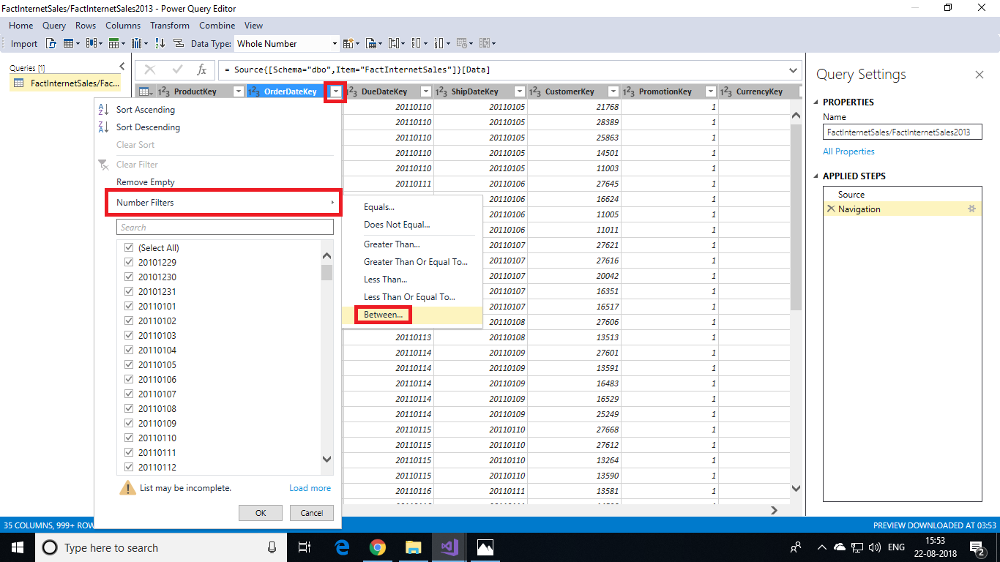 FactInternetSales/FactInternetSales2013 - Power Query Editor
Home Query Rows Columns Transform Combine View
Import Data Type: Whole Number
Queries [1]
FactInternetSales/Fac...
fx = Source{[Schema="dbo",Item="FactInternetSales"]}[Data]
1²3 ProductKey 1²3 OrderDateKey 1²3 DueDateKey 1²3 ShipDateKey 1²3 CustomerKey 1²3 PromotionKey 1²3 CurrencyKey
20110110 20110105 21768 1
20110110 20110105 28389 1
20110110 20110105 25863 1
20110110 20110105 14501 1
20110110 20110105 11003 1
20110111 20110106 27645 1
20110106 16624 1
20110106 11005 1
20110106 11011 1
20110107 27621 1
20110107 27616 1
20110107 20042 1
20110107 16351 1
20110107 16517 1
20110108 27606 1
20110113 20110108 13513 1
20110114 20110109 27601 1
20110114 20110109 13591 1
20110114 20110109 16483 1
20110114 20110109 16529 1
20110114 20110109 25249 1
20110115 20110110 27668 1
20110115 20110110 27612 1
20110115 20110110 13264 1
20110115 20110110 13590 1
20110116 20110111 13581 1
Sort Ascending
Sort Descending
Clear Sort
Clear Filter
Remove Empty
Number Filters
Search
(Select All)
20101229
20101230
20101231
20110101
20110102
20110103
20110104
20110105
20110106
20110107
20110108
20110109
20110110
20110111
20110112
List may be incomplete. Load more
OK Cancel
Equals...
Does Not Equal...
Greater Than...
Greater Than Or Equal To...
Less Than...
Less Than Or Equal To...
Between...
Query Settings
PROPERTIES
Name
FactInternetSales/FactInternetSales2013
All Properties
APPLIED STEPS
Source
Navigation
35 COLUMNS, 999+ ROW
PREVIEW DOWNLOADED AT 03:53
Type here to search
ENG
15:53
22-08-2018
2